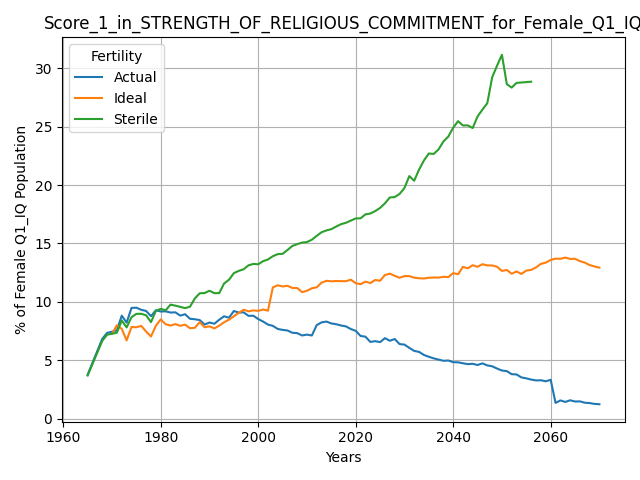 Score_1_in_STRENGTH_OF_RELIGIOUS_COMMITMENT_for_Female_Q1_IQ
Fertility
Actual
Ideal
Sterile
% of Female Q1_IQ Population
30
25
20
15
10
5
0
1960 1980 2000 2020 2040 2060
Years